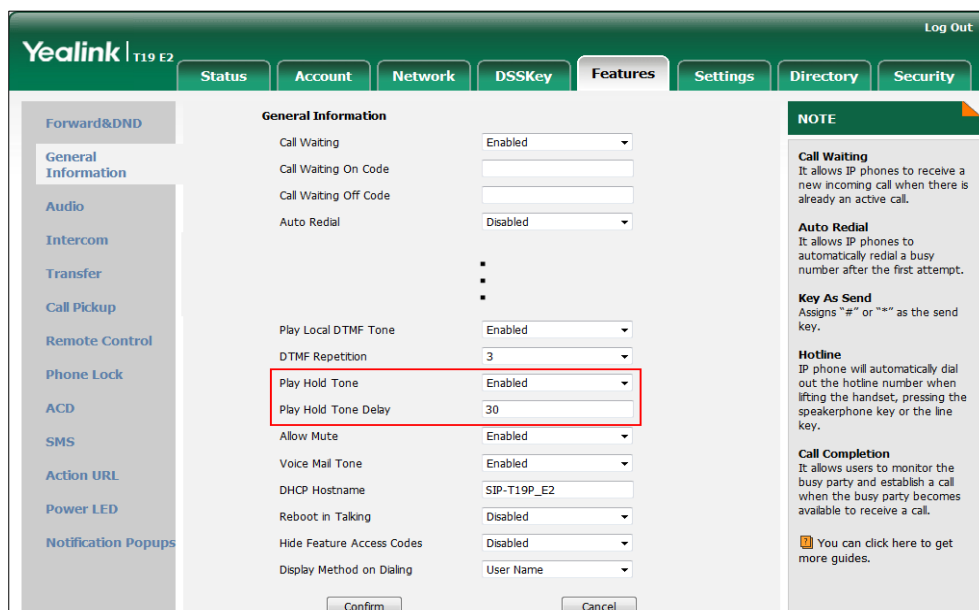 Log Out
Yealink | T19 E2
Status Account Network DSSKey Features Settings Directory Security
Forward&DND
General
Information
Audio
Intercom
Transfer
Call Pickup
Remote Control
Phone Lock
ACD
SMS
Action URL
Power LED
Notification Popups
General Information
Call Waiting Enabled
Call Waiting On Code
Call Waiting Off Code
Auto Redial Disabled
Play Local DTMF Tone Enabled
DTMF Repetition 3
Play Hold Tone Enabled
Play Hold Tone Delay 30
Allow Mute Enabled
Voice Mail Tone Enabled
DHCP Hostname SIP-T19P_E2
Reboot in Talking Disabled
Hide Feature Access Codes Disabled
Display Method on Dialing User Name
Confirm Cancel
NOTE
Call Waiting
It allows IP phones to receive a
new incoming call when there is
already an active call.
Auto Redial
It allows IP phones to
automatically redial a busy
number after the first attempt.
Key As Send
Assigns "#" or "*" as the send
key.
Hotline
IP phone will automatically dial
out the hotline number when
lifting the handset, pressing the
speakerphone key or the line
key.
Call Completion
It allows users to monitor the
busy party and establish a call
when the busy party becomes
available to receive a call.
You can click here to get
more guides.